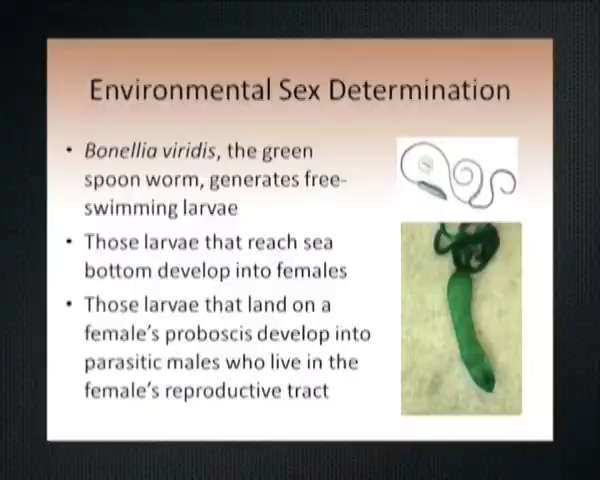 Environmental Sex Determination
• Bonellia viridis, the green
spoon worm, generates free-
swimming larvae
• Those larvae that reach sea
bottom develop into females
• Those larvae that land on a
female's proboscis develop into
parasitic males who live in the
female's reproductive tract